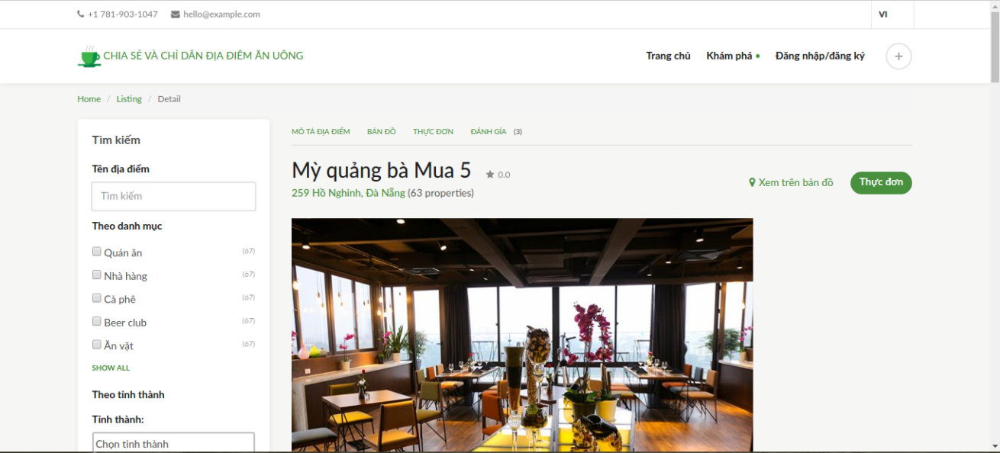 +1 781-903-1047 hello@example.com VI
CHIA SẺ VÀ CHỈ DẪN ĐỊA ĐIỂM ĂN UỐNG Trang chủ Khám phá Đăng nhập/đăng ký +
Home / Listing / Detail
Tìm kiếm
Tên địa điểm
Tìm kiếm
Theo danh mục
Quán ăn (67)
Nhà hàng (67)
Cà phê (67)
Beer club (67)
Ăn vặt (67)
SHOW ALL
Theo tỉnh thành
Tỉnh thành:
Chọn tỉnh thành
MÔ TẢ ĐỊA ĐIỂM BẢN ĐỒ THỰC ĐƠN ĐÁNH GÍA (3)
Mỳ quảng bà Mua 5 0.0
259 Hồ Nghinh, Đà Nẵng (63 properties)
Xem trên bản đồ Thực đơn